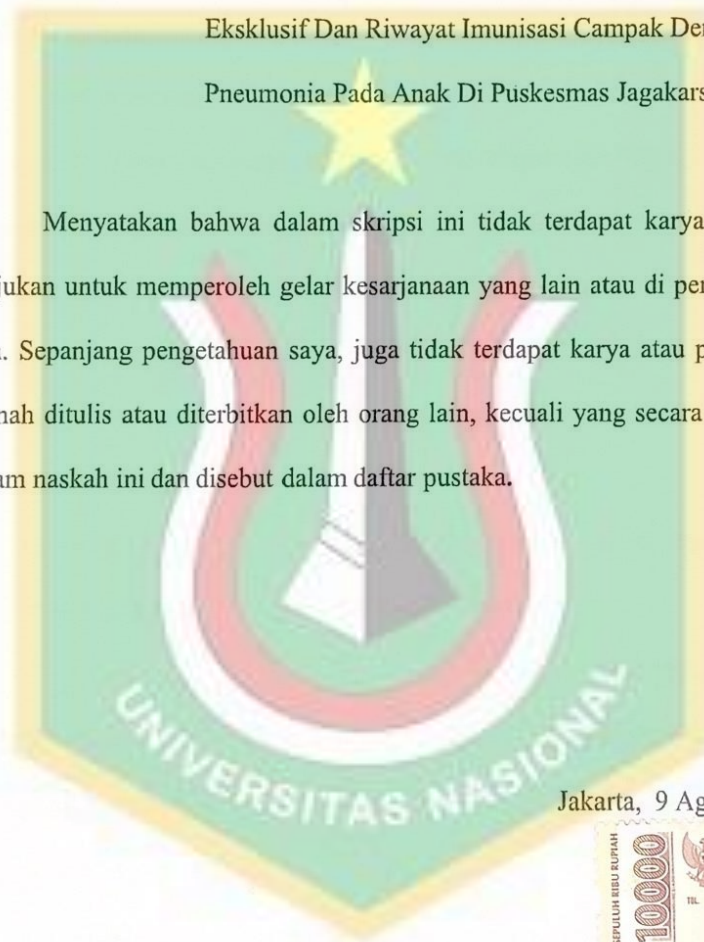 Eksklusif Dan Riwayat Imunisasi Campak De
Pneumonia Pada Anak Di Puskesmas Jagakars
Menyatakan bahwa dalam skripsi ini tidak terdapat karya
jukan untuk memperoleh gelar kesarjanaan yang lain atau di per
. Sepanjang pengetahuan saya, juga tidak terdapat karya atau p
nah ditulis atau diterbitkan oleh orang lain, kecuali yang secara
am naskah ini dan disebut dalam daftar pustaka.
UNIVERSITAS NASIONAL
Jakarta, 9 Ag
SEPULUH RIBU RUPIAH
10000